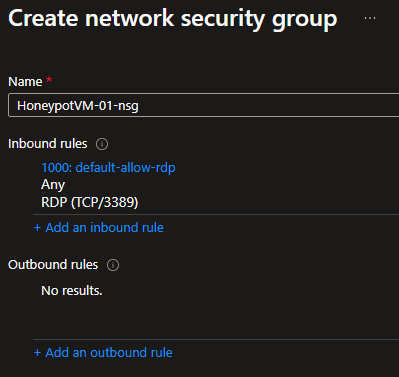 Create network security group ...
Name *
HoneypotVM-01-nsg
Inbound rules
1000: default-allow-rdp
Any
RDP (TCP/3389)
+ Add an inbound rule
Outbound rules
No results.
+ Add an outbound rule